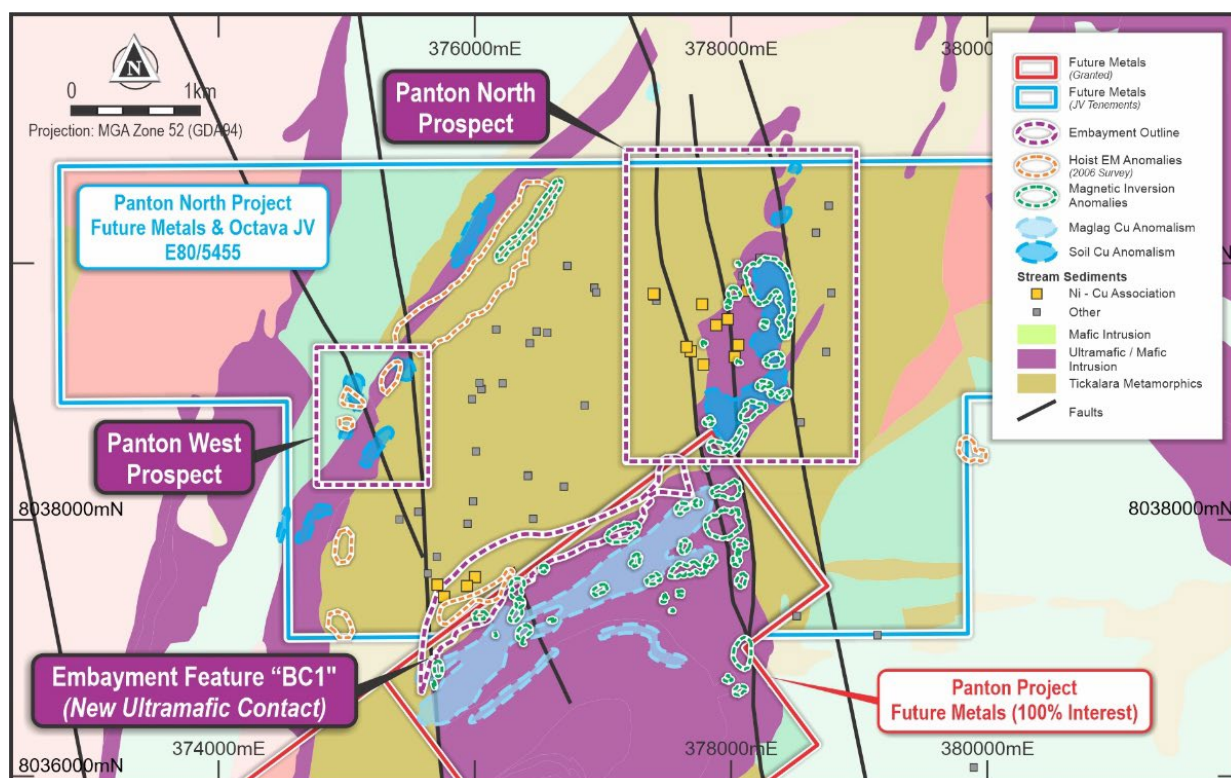 376000mE
378000mE
38000
N
0
1km
Projection: MGA Zone 52 (GDA94)
Panton North
Prospect
Panton North Project
Future Metals & Octava JV
E80/5455
Panton West
Prospect
8038000mN
8038000mN
Embayment Feature "BC1"
(New Ultramafic Contact)
Panton Project
Future Metals (100% Interest)
374000mE
378000mE
380000mE
8036000mN
Future Metals
(Granted)
Future Metals
(JV Tenements)
Embayment Outline
Hoist EM Anomalies
(2006 Survey)
Magnetic Inversion
Anomalies
Maglag Cu Anomalism
Soil Cu Anomalism
Stream Sediments
Ni - Cu Association
Other
Mafic Intrusion
Ultramafic / Mafic
Intrusion
Tickalara Metamorphics
Faults